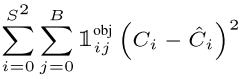 \sum_{i=0}^{S^2} \sum_{j=0}^{B} \mathbb{1}_{ij}^{\text{obj}} \left( C_i - \hat{C}_i \right)^2